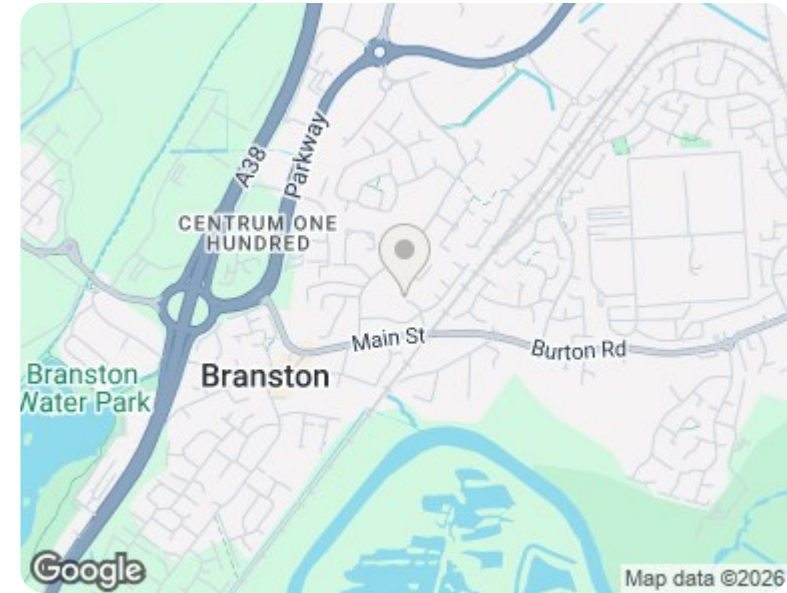 A38
Parkway
CENTRUM ONE
HUNDRED
Main St
Burton Rd
Branston
Branston
Water Park
Google
Map data ©2026